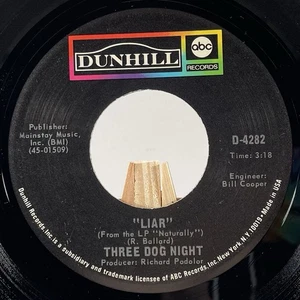 DUNHILL
abc
RECORDS
Publisher:
Mainstay Music,
Inc. (BMI)
(45-01509)
D-4282
Time: 3:18
Engineer:
Bill Cooper
"LIAR"
(From the LP "Naturally")
(R. Ballard)
THREE DOG NIGHT
Producer: Richard Podolor
Dunhill Records, Inc., New York, N.Y. 10019 • Made in USA
a subsidiary and trademark licensee of ABC Records, Inc.